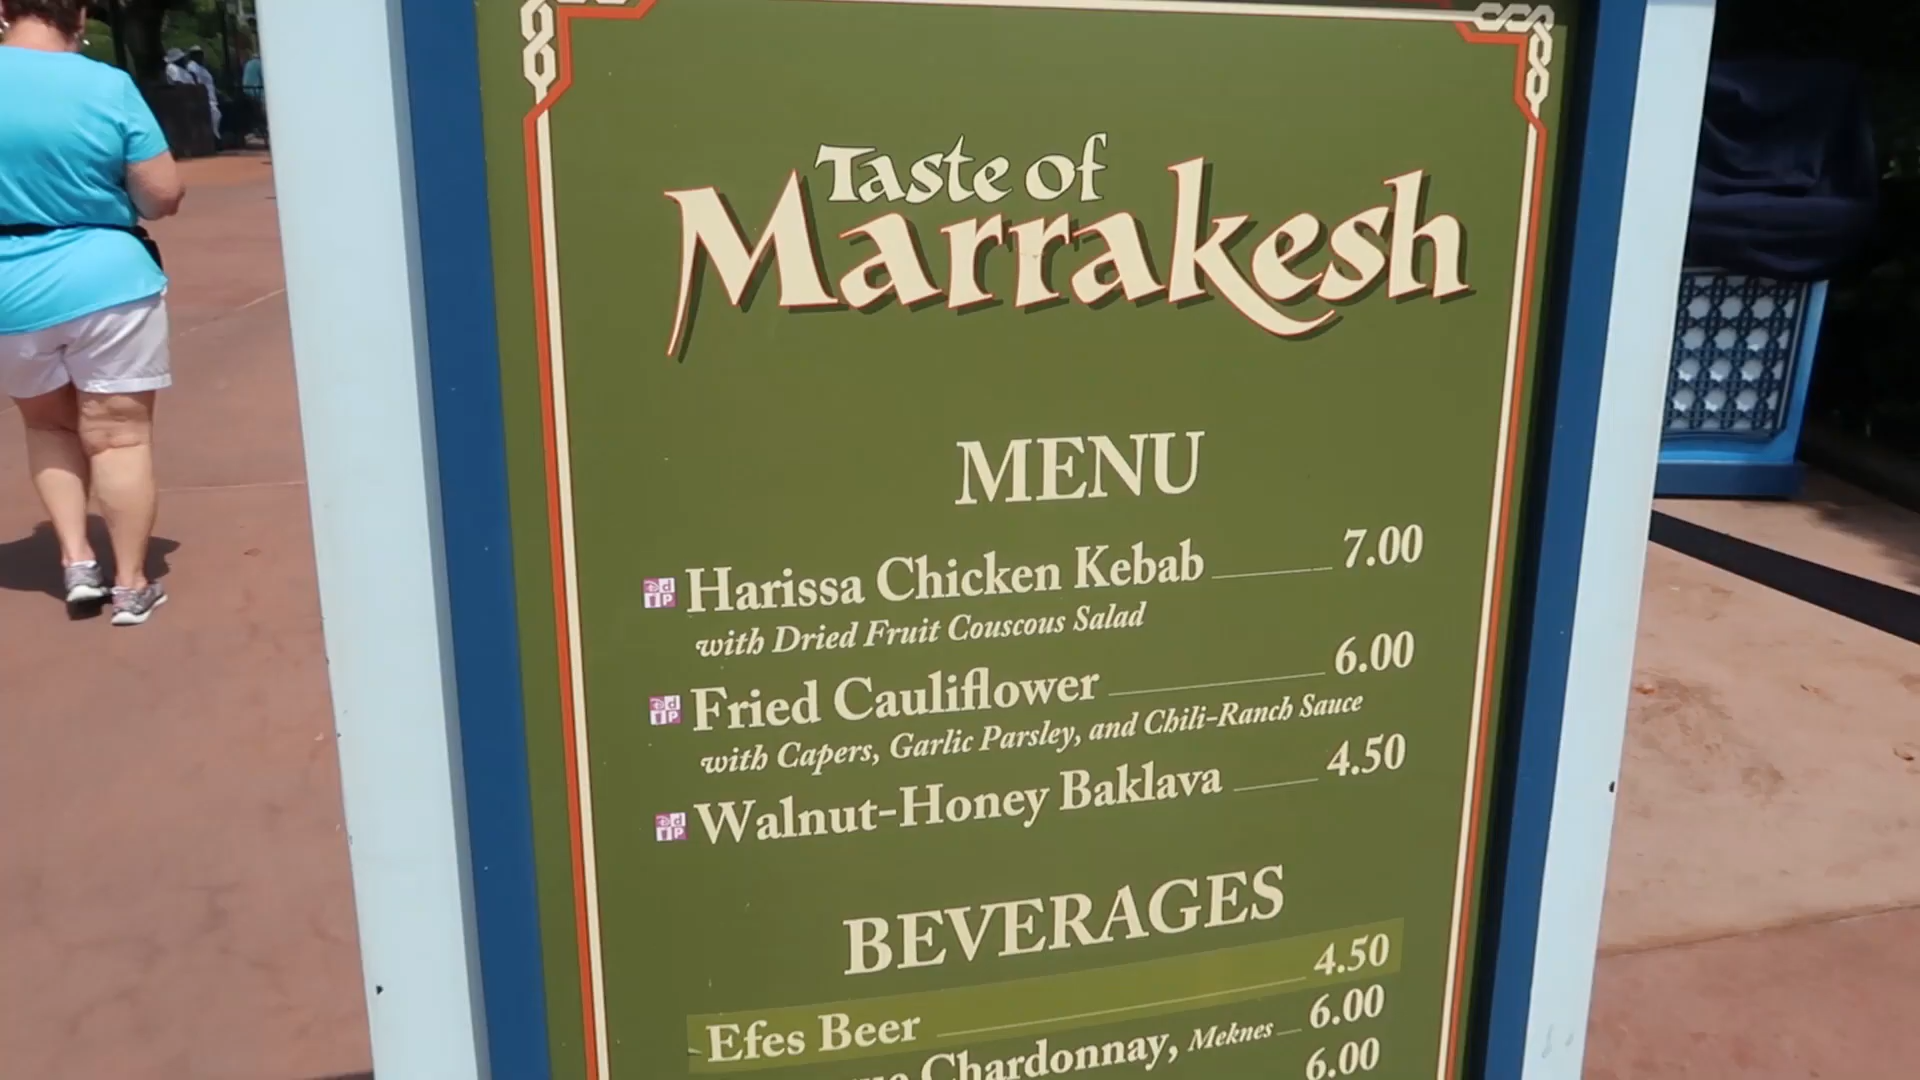 Taste of
Marrakesh
MENU
Harissa Chicken Kebab 7.00
with Dried Fruit Couscous Salad
Fried Cauliflower 6.00
with Capers, Garlic Parsley, and Chili-Ranch Sauce
Walnut-Honey Baklava 4.50
BEVERAGES
Efes Beer 4.50
Chardonnay, Meknes 6.00
6.00